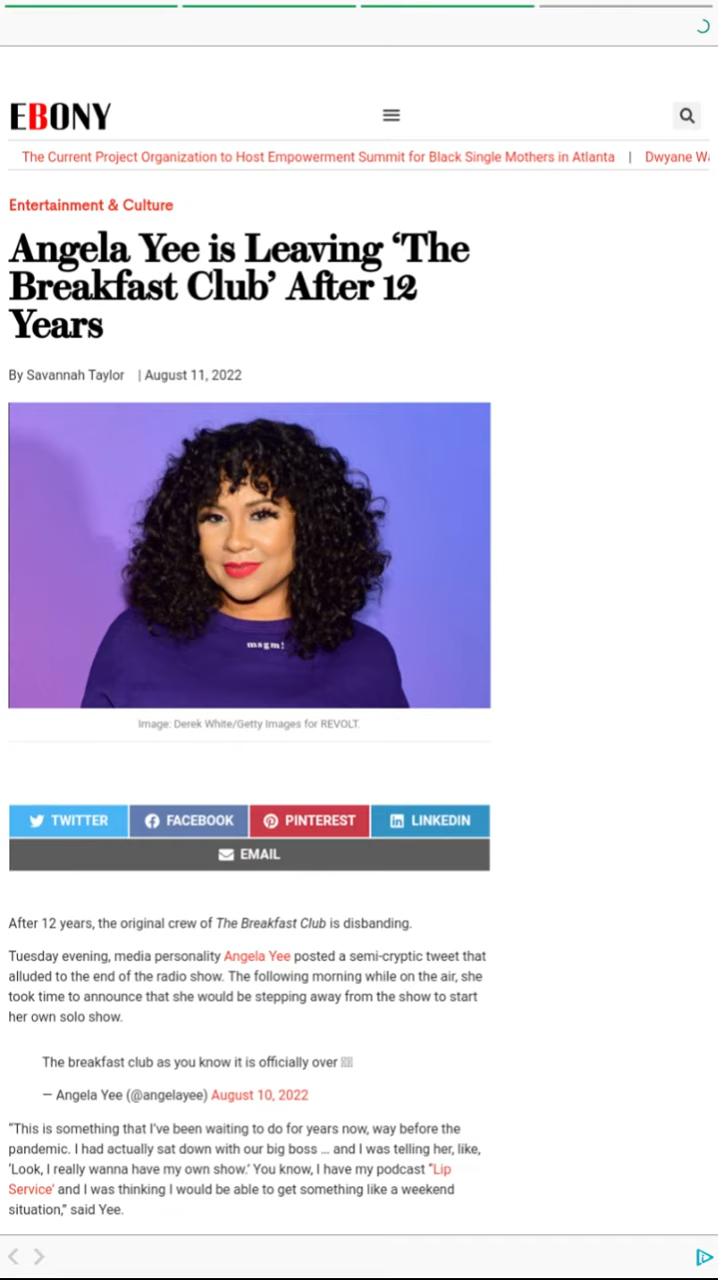 EBONY
The Current Project Organization to Host Empowerment Summit for Black Single Mothers in Atlanta | Dwyane
Entertainment & Culture
Angela Yee is Leaving ‘The
Breakfast Club’ After 12
Years
By Savannah Taylor | August 11, 2022
msgm!
Image: Derek White/Getty Images for REVOLT.
TWITTER FACEBOOK PINTEREST LINKEDIN
EMAIL
After 12 years, the original crew of The Breakfast Club is disbanding.
Tuesday evening, media personality Angela Yee posted a semi-cryptic tweet that
alluded to the end of the radio show. The following morning while on the air, she
took time to announce that she would be stepping away from the show to start
her own solo show.
The breakfast club as you know it is officially over
— Angela Yee (@angelayee) August 10, 2022
“This is something that I’ve been waiting to do for years now, way before the
pandemic. I had actually sat down with our big boss … and I was telling her, like,
‘Look, I really wanna have my own show.’ You know, I have my podcast “Lip
Service’ and I was thinking I would be able to get something like a weekend
situation,” said Yee.